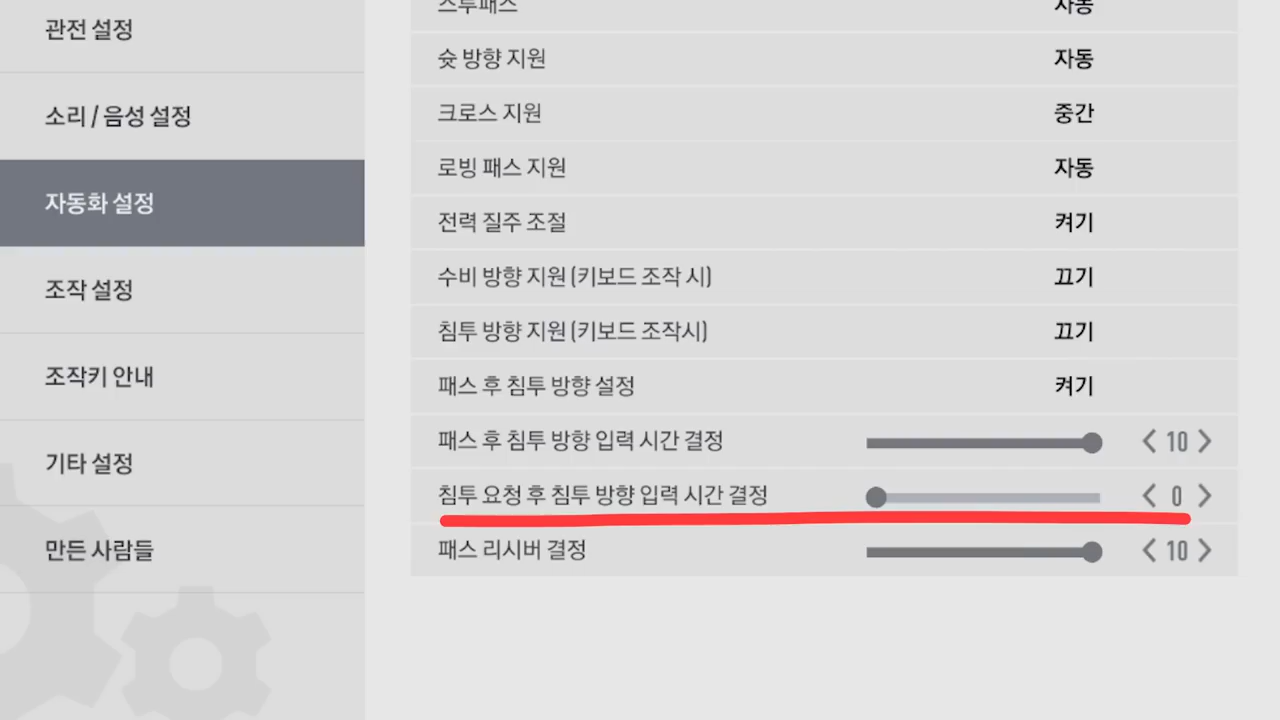 관전 설정
소리 / 음성 설정
자동화 설정
조작 설정
조작키 안내
기타 설정
만든 사람들
스루패스 자동
슛 방향 지원 자동
크로스 지원 중간
로빙 패스 지원 자동
전력 질주 조절 켜기
수비 방향 지원 (키보드 조작 시) 끄기
침투 방향 지원 (키보드 조작시) 끄기
패스 후 침투 방향 설정 켜기
패스 후 침투 방향 입력 시간 결정 < 10 >
침투 요청 후 침투 방향 입력 시간 결정 < 0 >
패스 리시버 결정 < 10 >